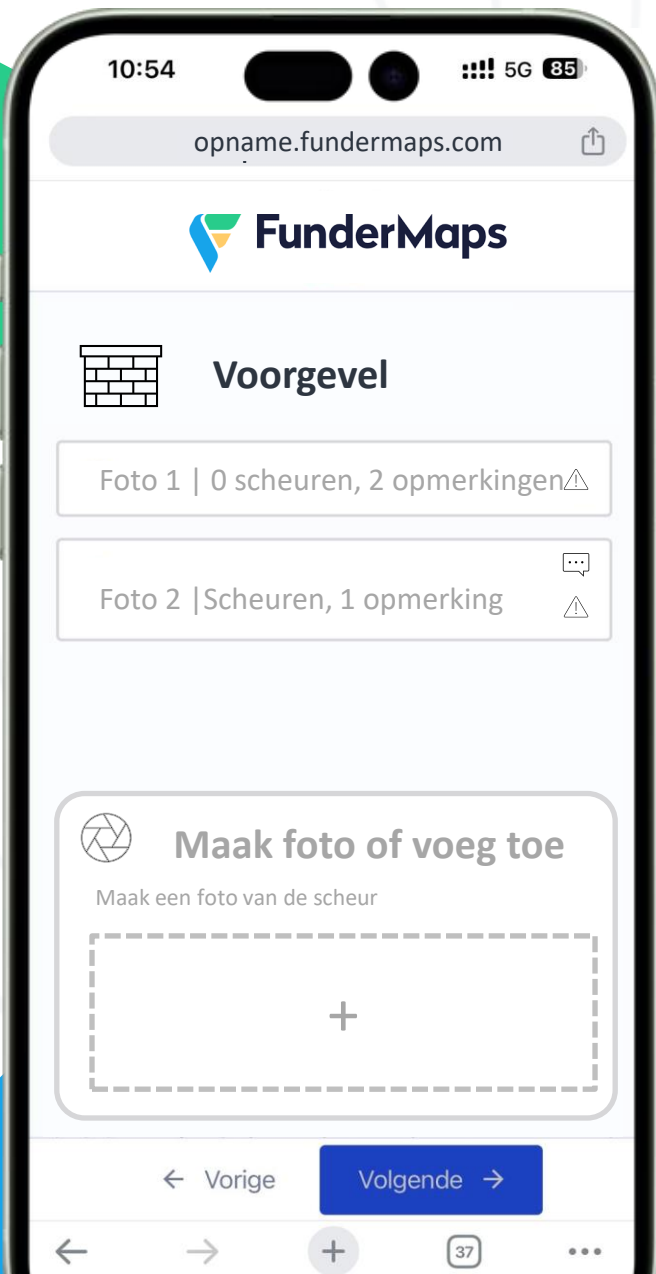 10:54
5G 85
opname.fundermaps.com
FunderMaps
Voorgevel
Foto 1 | 0 scheuren, 2 opmerkingen
Foto 2 |Scheuren, 1 opmerking
Maak foto of voeg toe
Maak een foto van de scheur
+
← Vorige
Volgende →
37